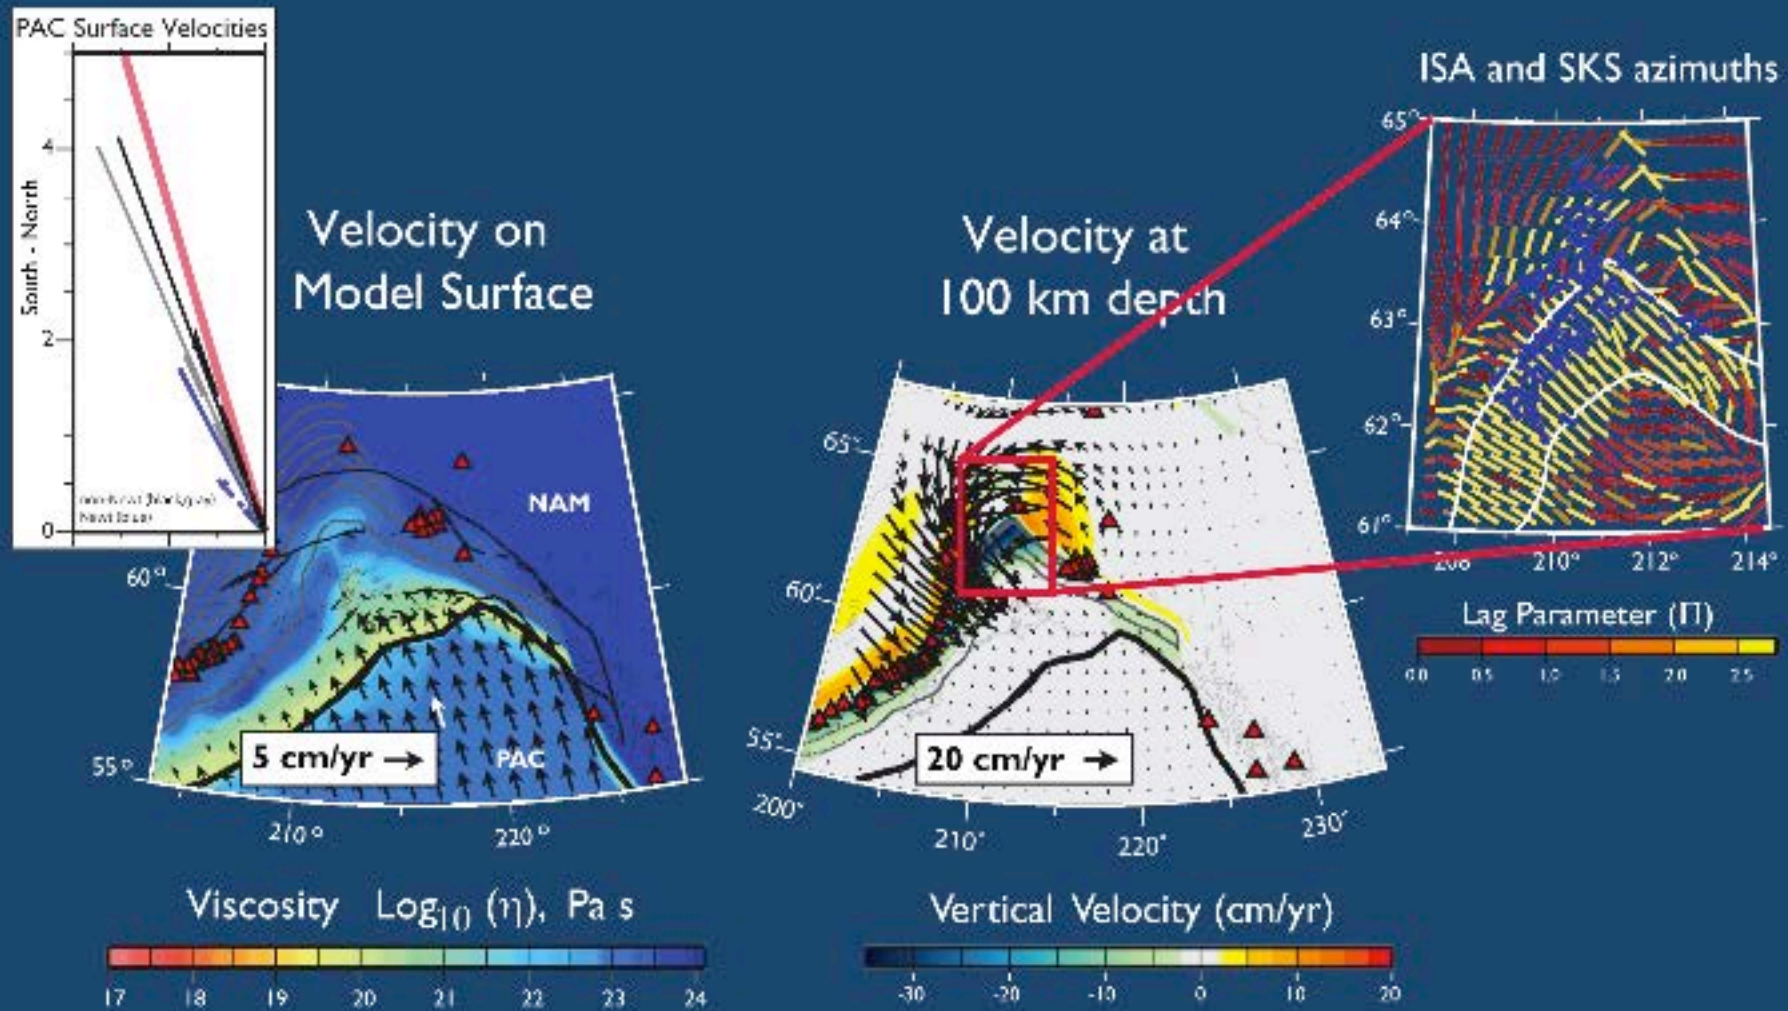 PAC Surface Velocities
4
South - North
2
0
Newt (blue)
ISA and SKS azimuths
65°
64°
63°
62°
61°
208
210°
212°
214°
Lag Parameter (Π)
0.0
0.5
1.0
1.5
2.0
2.5
Velocity on
Model Surface
NAM
60°
55°
5 cm/yr
PAC
210°
220°
Viscosity Log10 (η), Pa s
17
18
19
20
21
22
23
24
Velocity at
100 km depth
65°
60°
55°
20 cm/yr
200°
210°
220°
230°
Vertical Velocity (cm/yr)
-30
-20
-10
0
10
20